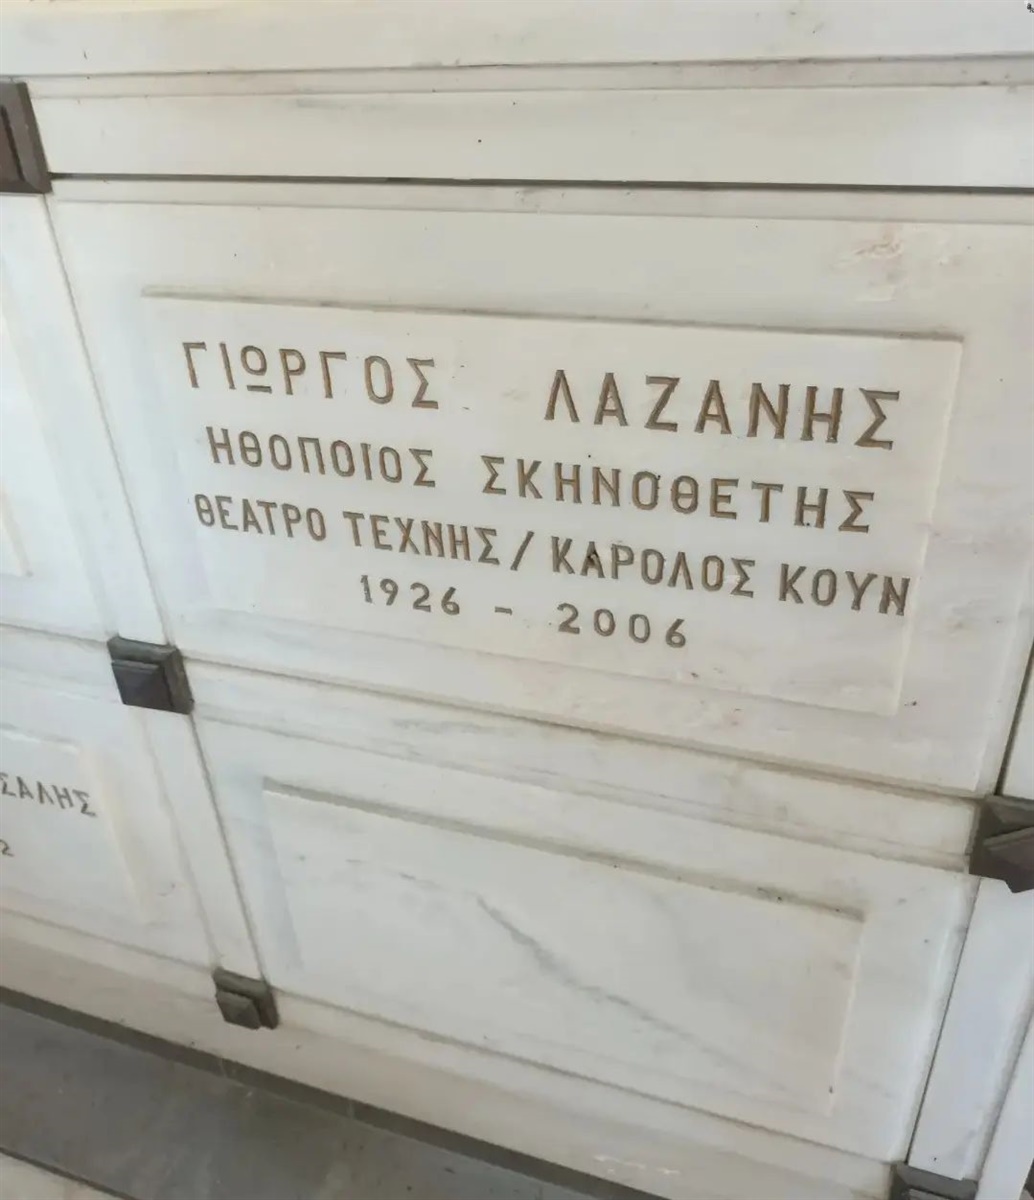 ΓΙΩΡΓΟΣ ΛΑΖΑΝΗΣ
ΗΘΟΠΟΙΟΣ ΣΚΗΝΟΘΕΤΗΣ
ΘΕΑΤΡΟ ΤΕΧΝΗΣ / ΚΑΡΟΛΟΣ ΚΟΥΝ
1926 - 2006